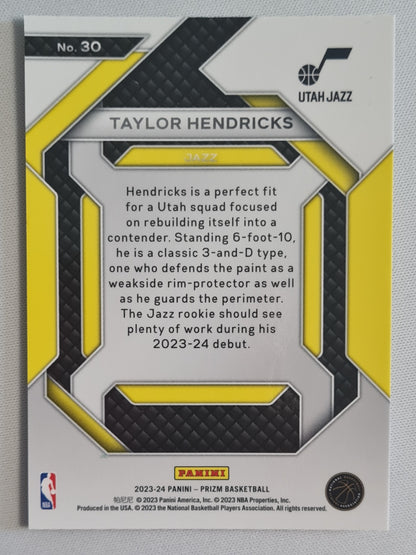 No. 30
UTAH JAZZ
TAYLOR HENDRICKS
JAZZ
Hendricks is a perfect fit
for a Utah squad focused
on rebuilding itself into a
contender. Standing 6-foot-10,
he is a classic 3-and-D type,
one who defends the paint as a
weakside rim-protector as well
as he guards the perimeter.
The Jazz rookie should see
plenty of work during his
2023-24 debut.
PANINI
2023-24 PANINI – PRIZM BASKETBALL
帕尼尼 © 2023 Panini America, Inc. © 2023 NBA Properties, Inc.
Produced in the USA. © 2023 the National Basketball Players Association. All rights reserved.
NBA